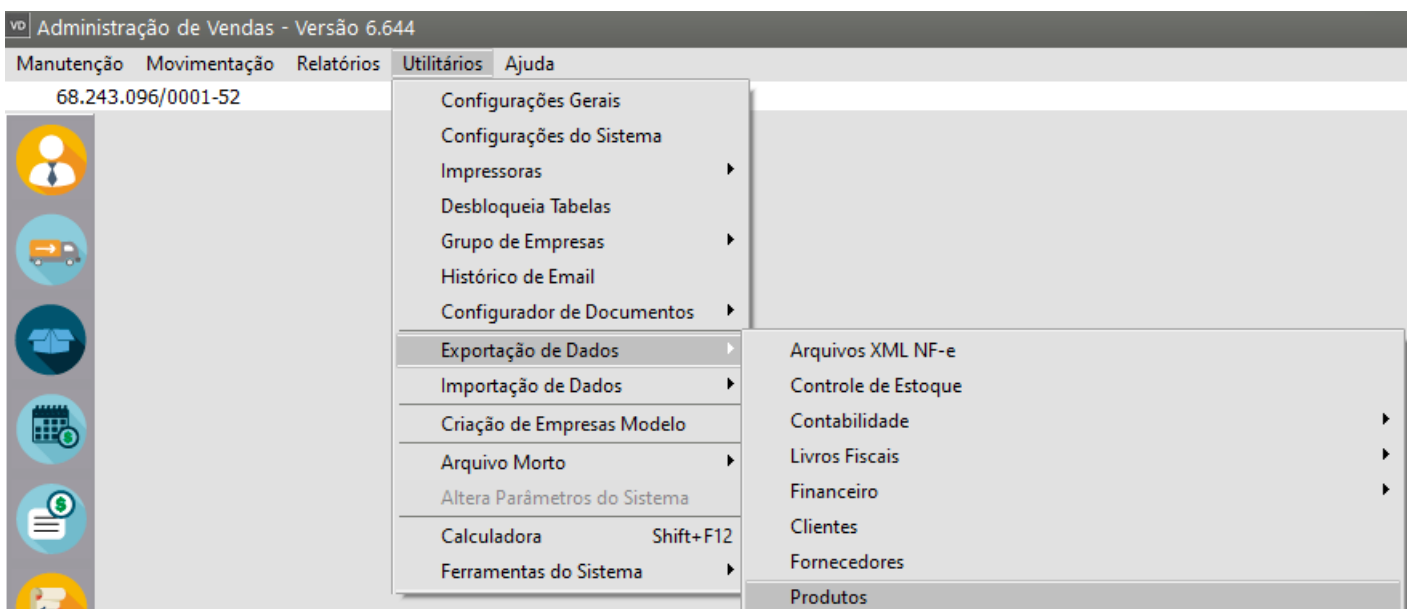 VD Administração de Vendas - Versão 6.644
Manutenção Movimentação Relatórios Utilitários Ajuda
68.243.096/0001-52
Configurações Gerais
Configurações do Sistema
Impressoras
Desbloqueia Tabelas
Grupo de Empresas
Histórico de Email
Configurador de Documentos
Exportação de Dados
Importação de Dados
Criação de Empresas Modelo
Arquivo Morto
Altera Parâmetros do Sistema
Calculadora Shift+F12
Ferramentas do Sistema
Arquivos XML NF-e
Controle de Estoque
Contabilidade
Livros Fiscais
Financeiro
Clientes
Fornecedores
Produtos